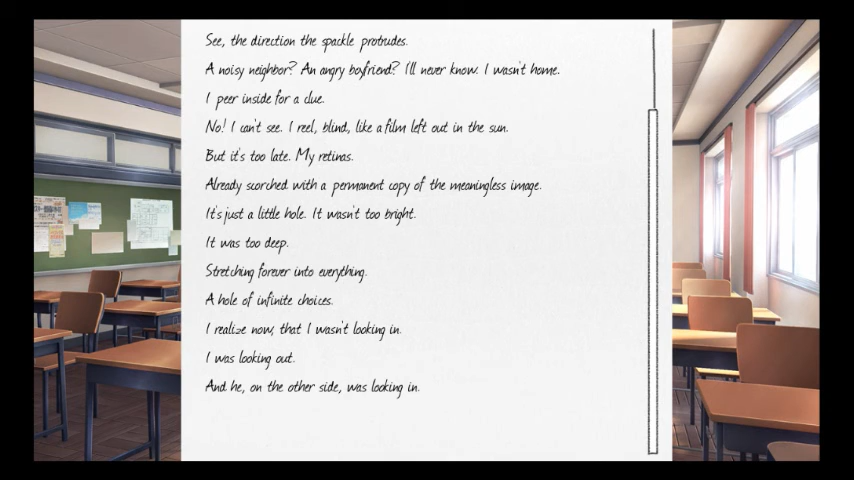 See, the direction the spackle protrudes.
A noisy neighbor? An angry boyfriend? I'll never know. I wasn't home.
I peer inside for a clue.
No! I can't see. I reel, blind, like a film left out in the sun.
But it's too late. My retinas.
Already scorched with a permanent copy of the meaningless image.
It's just a little hole. It wasn't too bright.
It was too deep.
Stretching forever into everything.
A hole of infinite choices.
I realize now, that I wasn't looking in.
I was looking out.
And he, on the other side, was looking in.